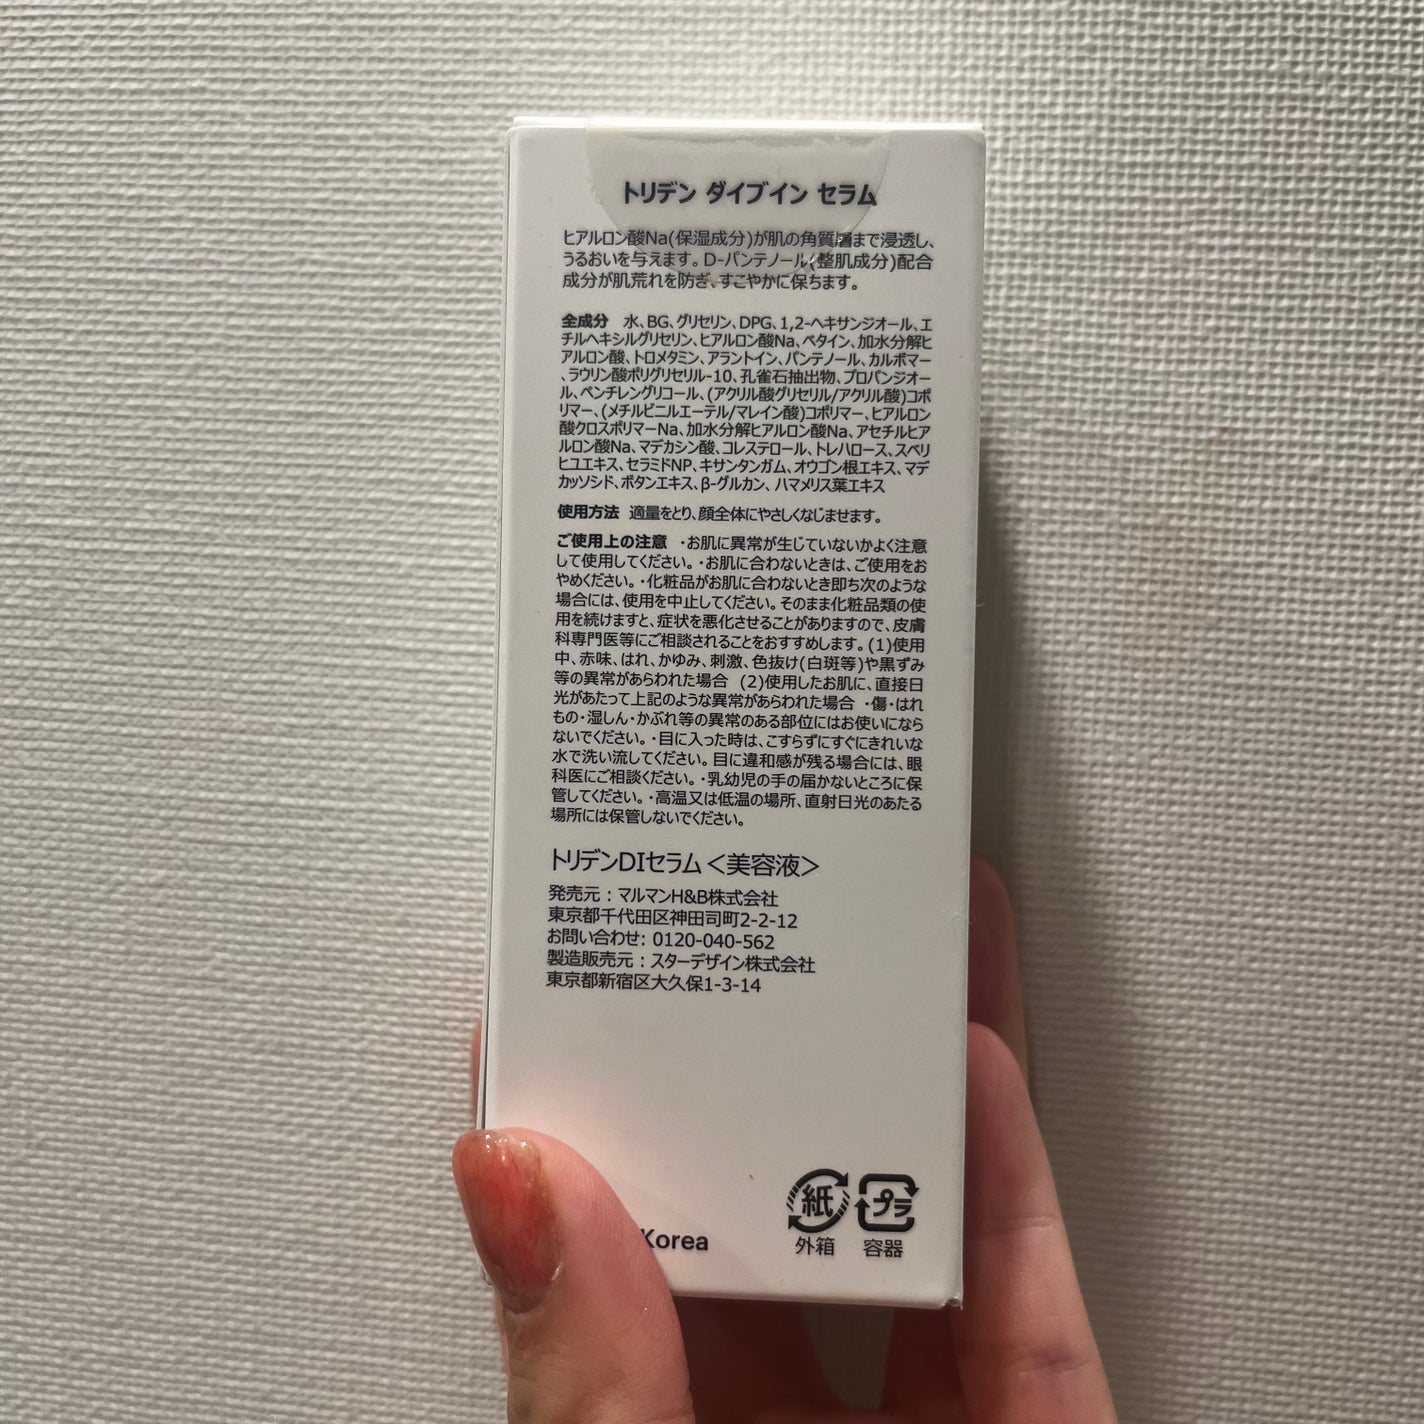 トリデン ダイブイン セラム
ヒアルロン酸Na(保湿成分)が肌の角質層まで浸透し、
うるおいを与えます。D-パンテノール(整肌成分)配合
成分が肌荒れを防ぎ、すこやかに保ちます。
全成分 水、BG、グリセリン、DPG、1,2-ヘキサンジオール、エ
チルヘキシルグリセリン、ヒアルロン酸Na、ベタイン、加水分解ヒ
アルロン酸、トロメタミン、アラントイン、パンテノール、カルボマー
、ラウリン酸ポリグリセリル-10、孔雀石抽出物、プロパンジオー
ル、ペンチレングリコール、(アクリル酸グリセリル/アクリル酸)コポ
リマー、(メチルビニルエーテル/マレイン酸)コポリマー、ヒアルロン
酸クロスポリマーNa、加水分解ヒアルロン酸Na、アセチルヒア
ルロン酸Na、マデカシン酸、コレステロール、トレハロース、スベリ
ヒユエキス、セラミドNP、キサンタンガム、オウゴン根エキス、マデ
カッソシド、ボタンエキス、β-グルカン、ハマメリス葉エキス
使用方法 適量をとり、顔全体にやさしくなじませます。
ご使用上の注意 ・お肌に異常が生じていないかよく注意
して使用してください。・お肌に合わないときは、ご使用をお
やめください。・化粧品がお肌に合わないとき即ち次のような
場合には、使用を中止してください。そのまま化粧品類の使
用を続けますと、症状を悪化させることがありますので、皮膚
科専門医等にご相談されることをおすすめします。(1)使用
中、赤味、はれ、かゆみ、刺激、色抜け(白斑等)や黒ずみ
等の異常があらわれた場合 (2)使用したお肌に、直接日
光があたって上記のような異常があらわれた場合 ・傷・はれ
もの・湿しん・かぶれ等の異常のある部位にはお使いになら
ないでください。・目に入った時は、こすらずにすぐにきれいな
水で洗い流してください。目に違和感が残る場合には、眼
科医にご相談ください。・乳幼児の手の届かないところに保
管してください。・高温又は低温の場所、直射日光のあたる
場所には保管しないでください。
トリデンDIセラム＜美容液＞
発売元：マルマンH&B株式会社
東京都千代田区神田司町2-2-12
お問い合わせ: 0120-040-562
製造販売元：スターデザイン株式会社
東京都新宿区大久保1-3-14
Korea
紙 プラ
外箱 容器